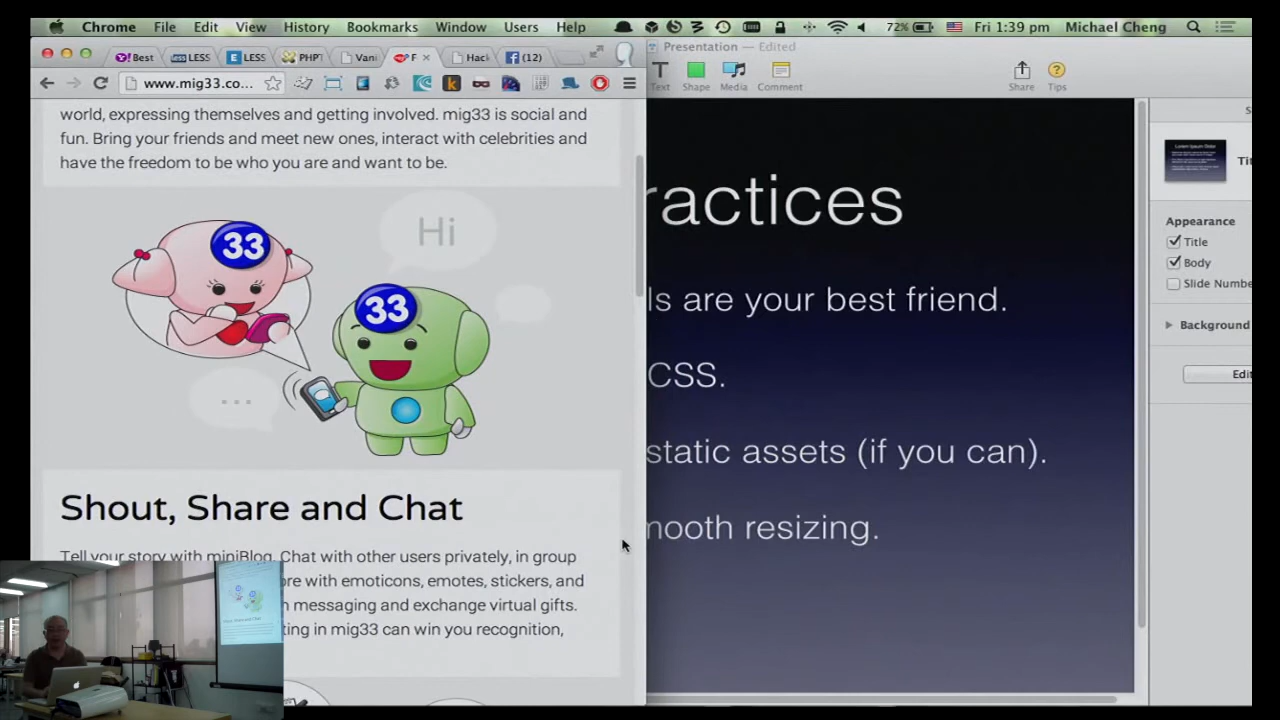 Chrome File Edit View History Bookmarks Window Users Help 72% Fri 1:39 pm Michael Cheng
Best LESS LESS PHPT Vani F Hack (12)
Presentation — Edited
www.mig33.co...
Text Shape Media Comment Share Tips
world, expressing themselves and getting involved. mig33 is social and
fun. Bring your friends and meet new ones, interact with celebrities and
have the freedom to be who you are and want to be.
Hi
33
33
...
Shout, Share and Chat
Tell your story with miniBlog. Chat with other users privately, in group
re with emoticons, emotes, stickers, and
messaging and exchange virtual gifts.
ting in mig33 can win you recognition,
ractices
ls are your best friend.
CSS.
static assets (if you can).
mooth resizing.
Lorem Ipsum Dolor
Appearance
Title
Body
Slide Numbe
Background
Edi